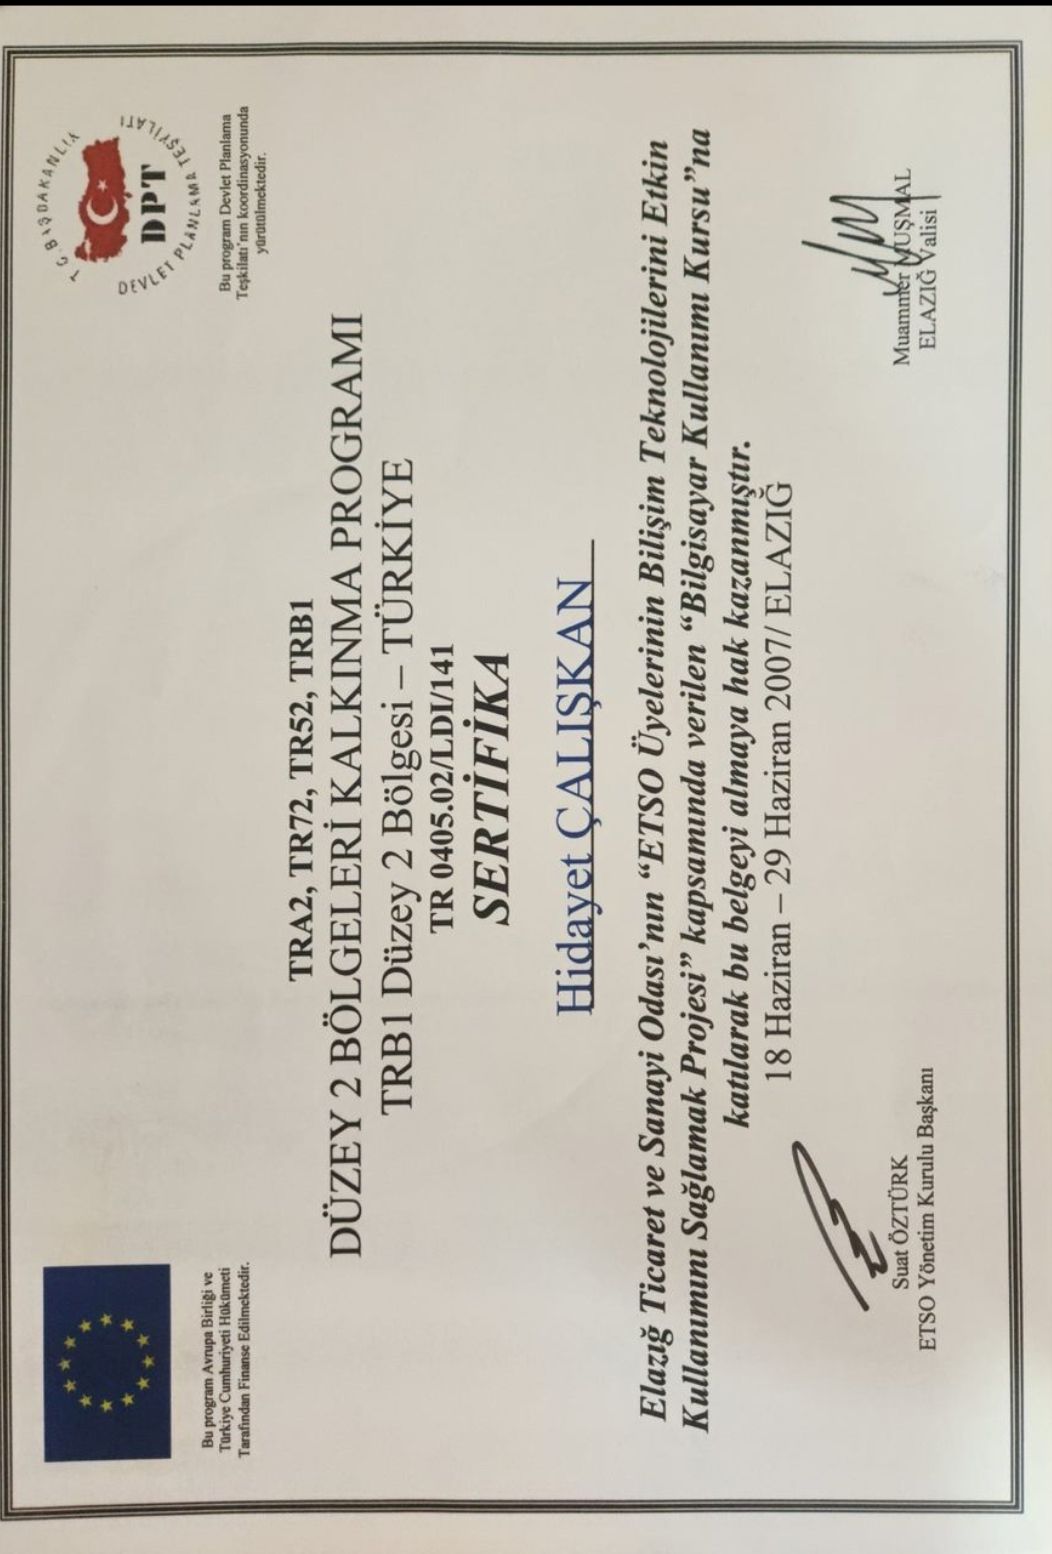 Bu program Avrupa Birliği ve
Türkiye Cumhuriyeti Hükümeti
Tarafından Finanse Edilmektedir.
T.C. BAŞBAKANLIK
DPT
DEVLET PLANLAMA TEŞKİLATI
Bu program Devlet Planlama
Teşkilatı'nın koordinasyonunda
yürütülmektedir.
TRA2, TR72, TR52, TRB1
DÜZEY 2 BÖLGELERİ KALKINMA PROGRAMI
TRB1 Düzey 2 Bölgesi – TÜRKİYE
TR 0405.02/LDI/141
SERTİFİKA
Hidayet ÇALIŞKAN
Elazığ Ticaret ve Sanayi Odası'nın “ETSO Üyelerinin Bilişim Teknolojilerini Etkin
Kullanımını Sağlamak Projesi” kapsamında verilen “Bilgisayar Kullanımı Kursu”na
katılarak bu belgeyi almaya hak kazanmıştır.
18 Haziran – 29 Haziran 2007/ ELAZIĞ
Suat ÖZTÜRK
ETSO Yönetim Kurulu Başkanı
Muammer MUŞMAL
ELAZIĞ Valisi